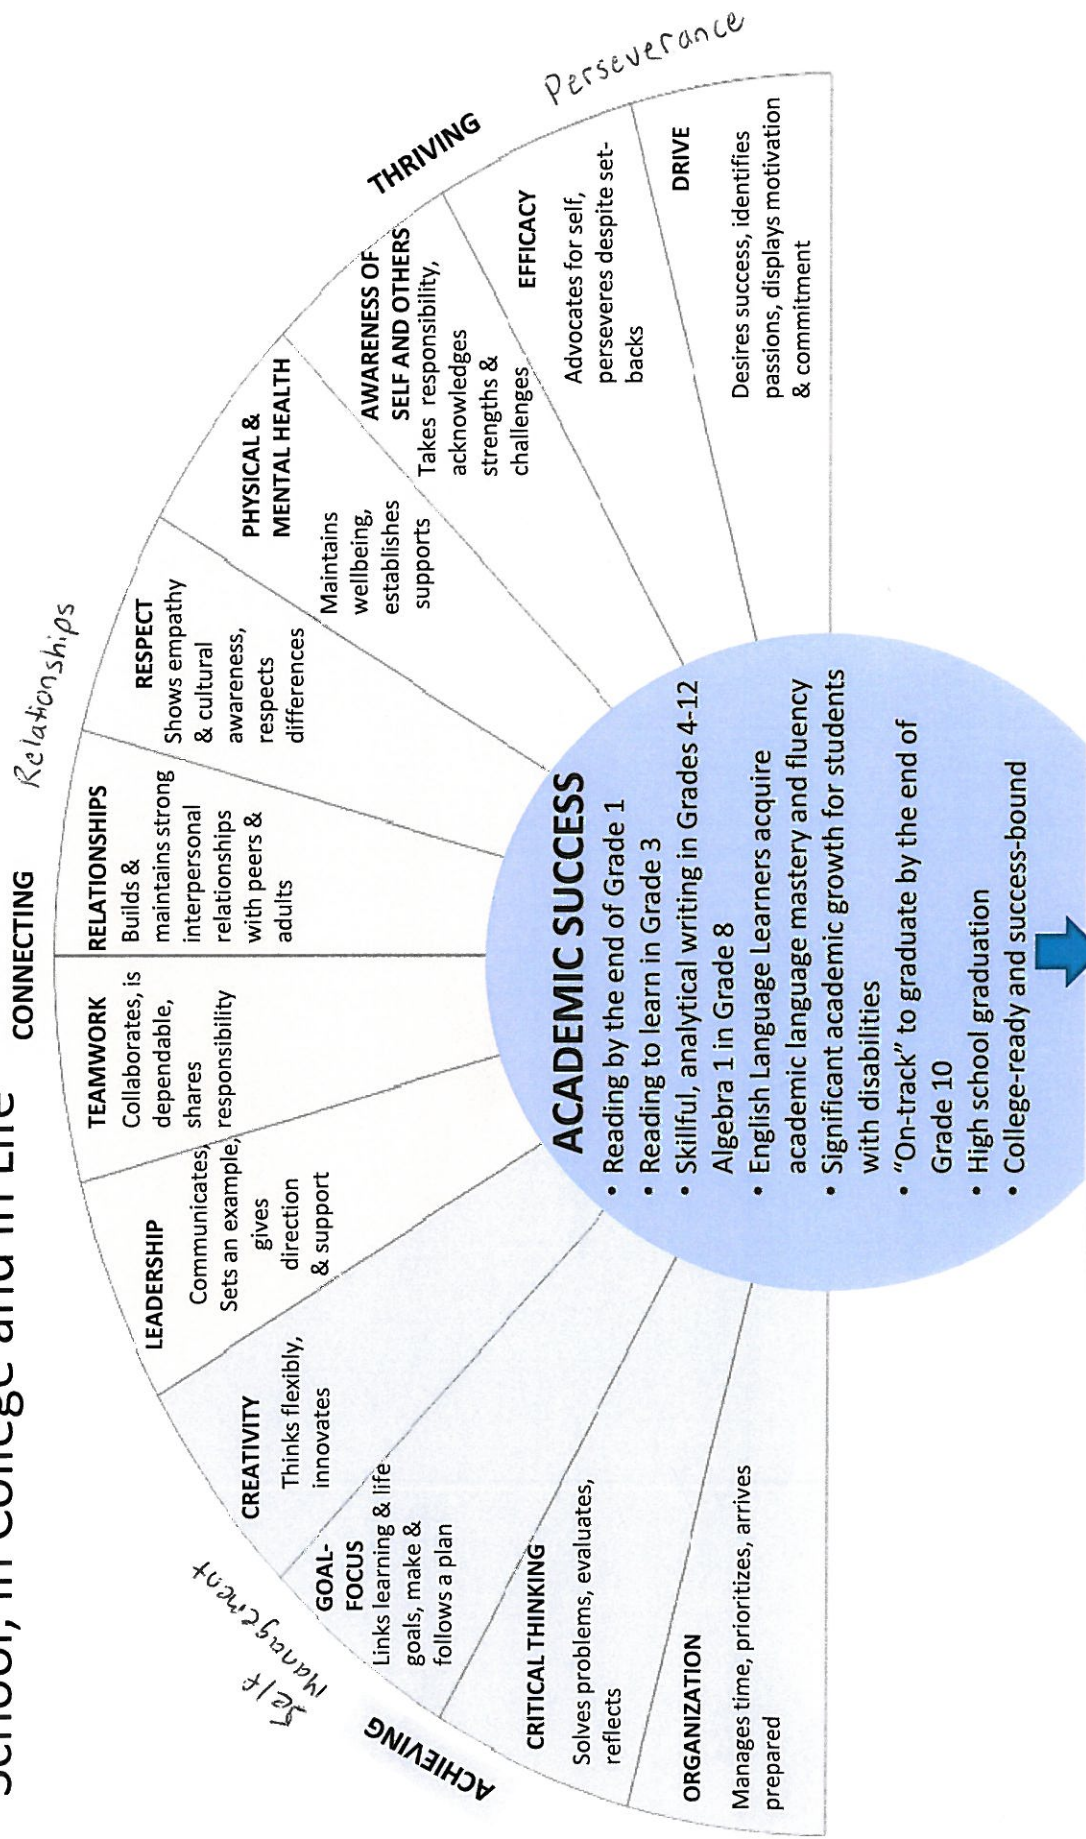 School, in College and in Life
CONNECTING
Relationships
Self
Management
ACHIEVING
THRIVING
Perseverance
ORGANIZATION
Manages time, prioritizes, arrives
prepared
CRITICAL THINKING
Solves problems, evaluates,
reflects
GOAL-
FOCUS
Links learning & life
goals, make &
follows a plan
CREATIVITY
Thinks flexibly,
innovates
LEADERSHIP
Communicates,
Sets an example,
gives
direction
& support
TEAMWORK
Collaborates, is
dependable,
shares
responsibility
RELATIONSHIPS
Builds &
maintains strong
interpersonal
relationships
with peers &
adults
RESPECT
Shows empathy
& cultural
awareness,
respects
differences
PHYSICAL &
MENTAL HEALTH
Maintains
wellbeing,
establishes
supports
AWARENESS OF
SELF AND OTHERS
Takes responsibility,
acknowledges
strengths &
challenges
EFFICACY
Advocates for self,
perseveres despite set-
backs
DRIVE
Desires success, identifies
passions, displays motivation
& commitment
ACADEMIC SUCCESS
• Reading by the end of Grade 1
• Reading to learn in Grade 3
• Skillful, analytical writing in Grades 4-12
Algebra 1 in Grade 8
• English Language Learners acquire
academic language mastery and fluency
• Significant academic growth for students
with disabilities
• "On-track" to graduate by the end of
Grade 10
• High school graduation
• College-ready and success-bound